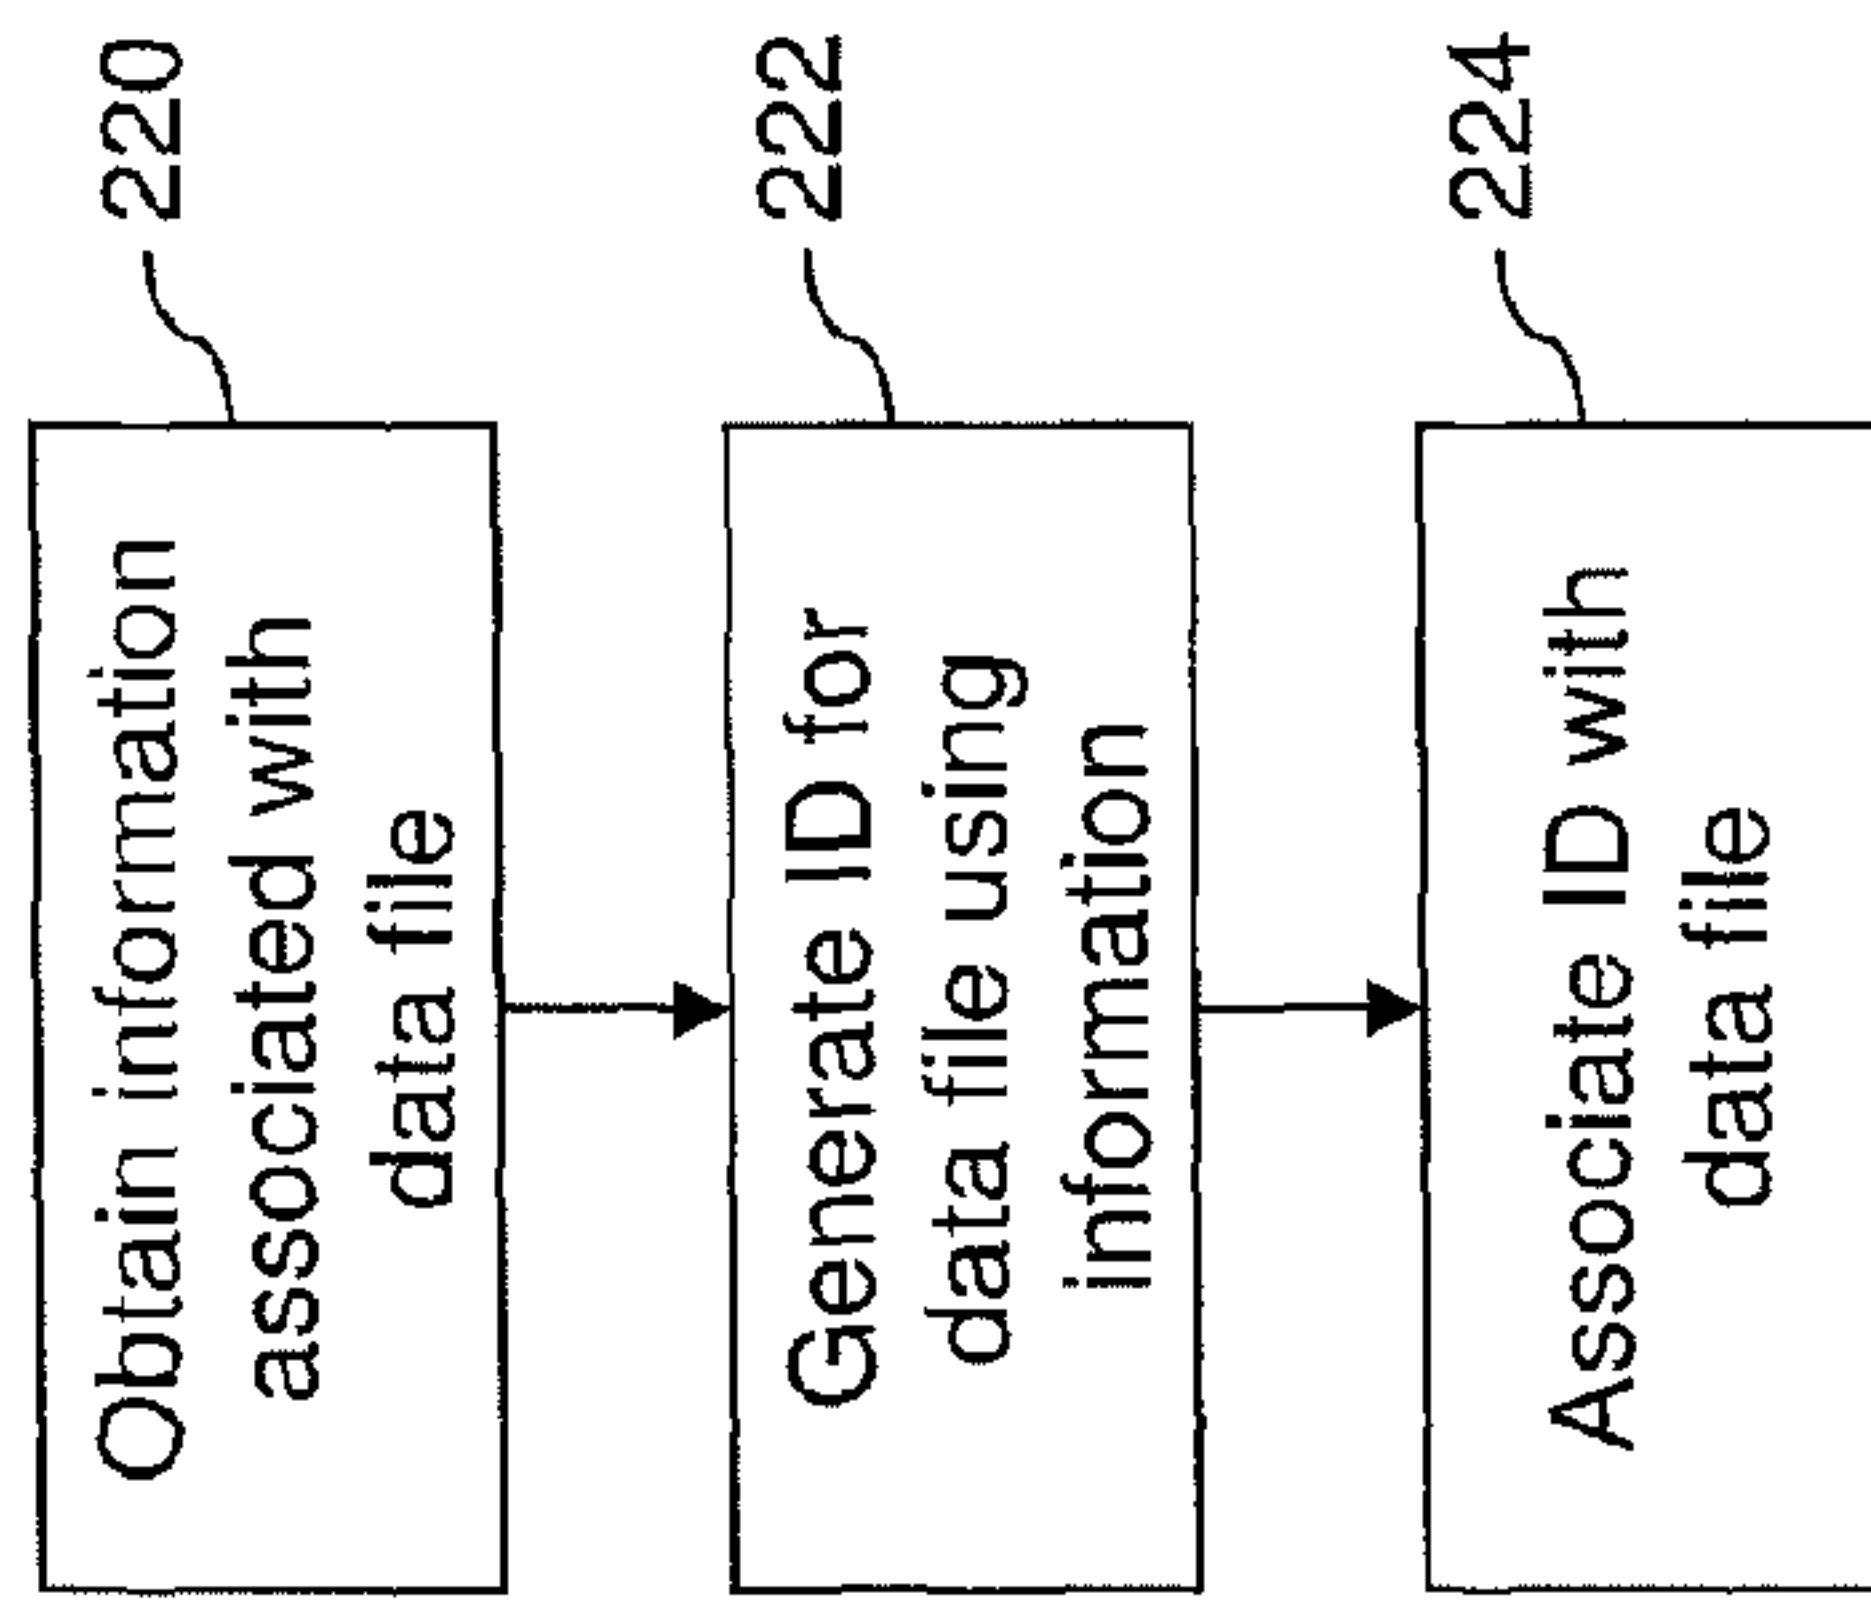 Obtain information
associated with
data file
220
Generate ID for
data file using
information
222
Associate ID with
data file
224